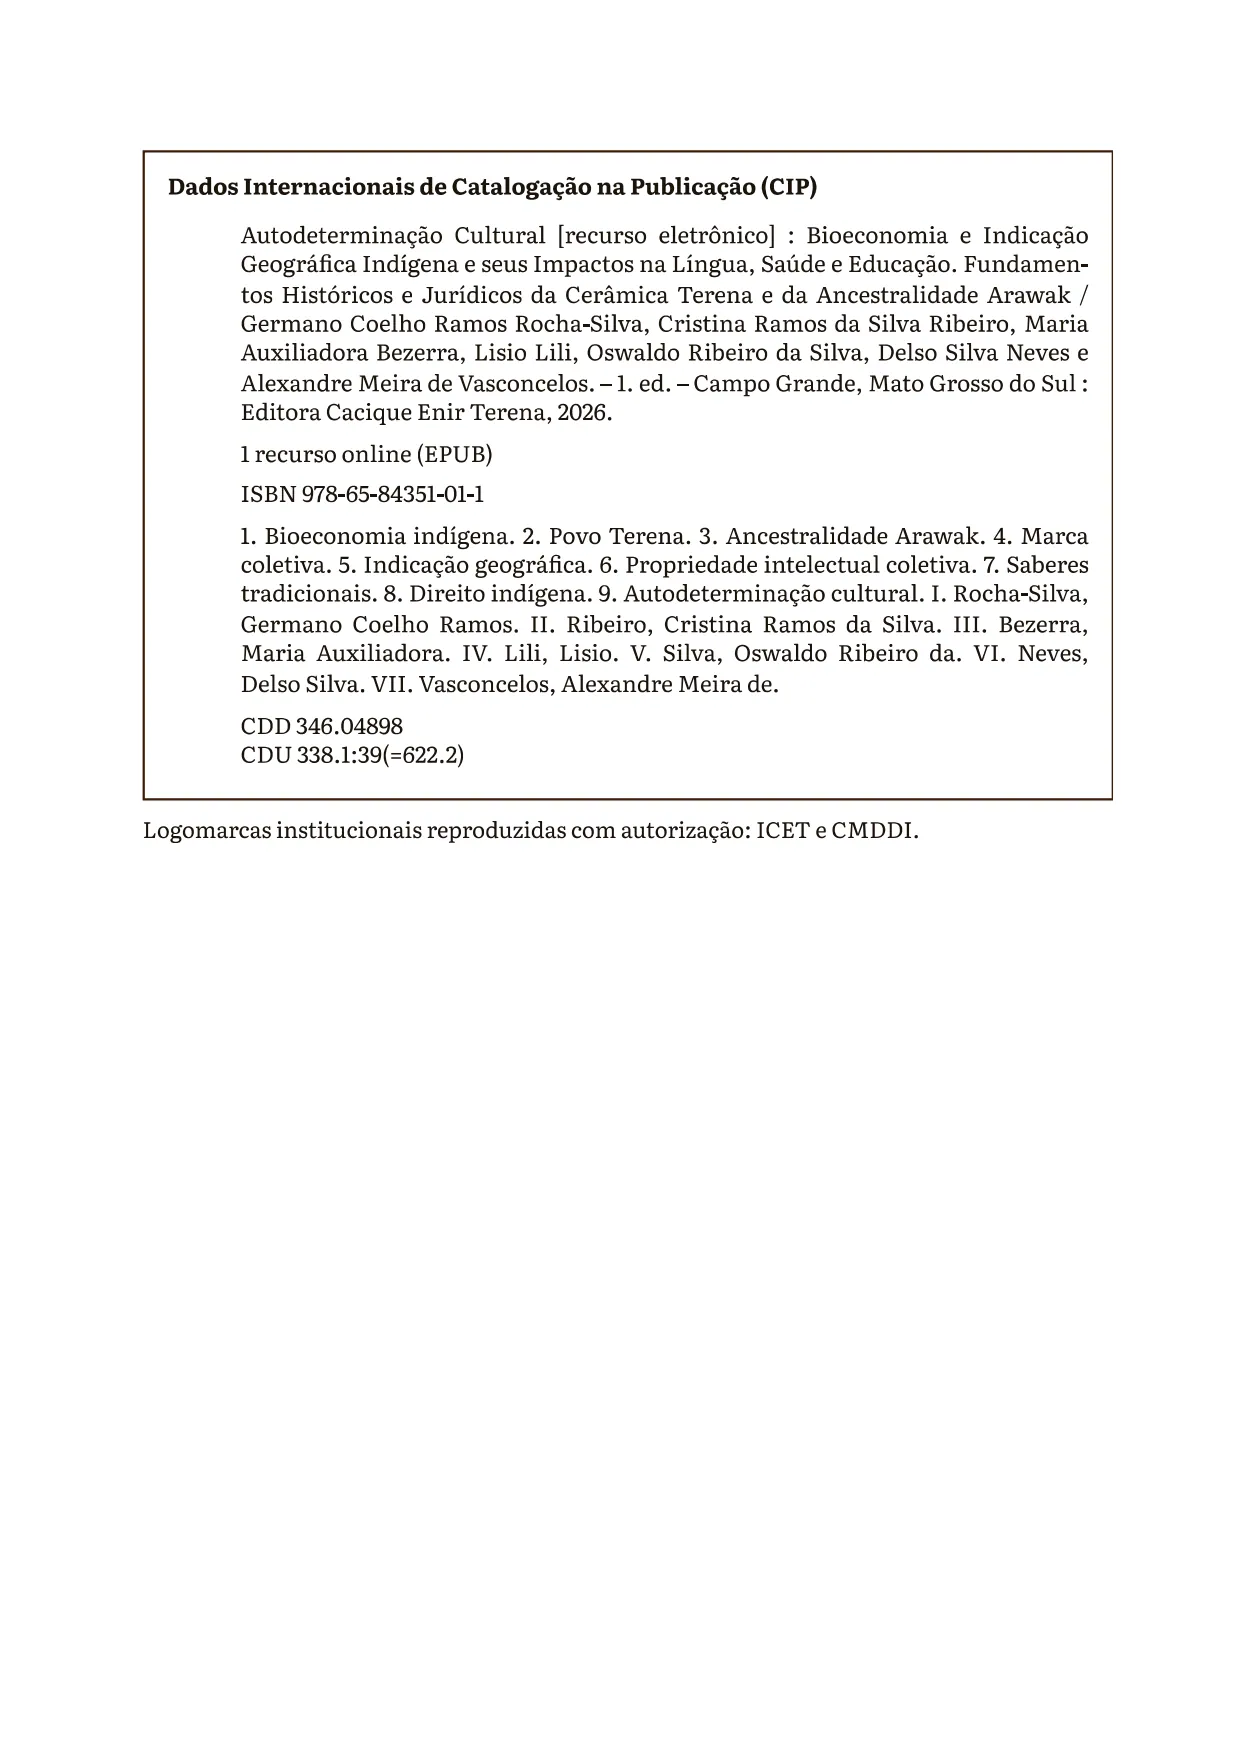 Dados Internacionais de Catalogação na Publicação (CIP)
Autodeterminação Cultural [recurso eletrônico] : Bioeconomia e Indicação
Geográfica Indígena e seus Impactos na Língua, Saúde e Educação. Fundamen-
tos Históricos e Jurídicos da Cerâmica Terena e da Ancestralidade Arawak /
Germano Coelho Ramos Rocha-Silva, Cristina Ramos da Silva Ribeiro, Maria
Auxiliadora Bezerra, Lisio Lili, Oswaldo Ribeiro da Silva, Delso Silva Neves e
Alexandre Meira de Vasconcelos. – 1. ed. – Campo Grande, Mato Grosso do Sul :
Editora Cacique Enir Terena, 2026.
1 recurso online (EPUB)
ISBN 978-65-84351-01-1
1. Bioeconomia indígena. 2. Povo Terena. 3. Ancestralidade Arawak. 4. Marca
coletiva. 5. Indicação geográfica. 6. Propriedade intelectual coletiva. 7. Saberes
tradicionais. 8. Direito indígena. 9. Autodeterminação cultural. I. Rocha-Silva,
Germano Coelho Ramos. II. Ribeiro, Cristina Ramos da Silva. III. Bezerra,
Maria Auxiliadora. IV. Lili, Lisio. V. Silva, Oswaldo Ribeiro da. VI. Neves,
Delso Silva. VII. Vasconcelos, Alexandre Meira de.
CDD 346.04898
CDU 338.1:39(=622.2)
Logomarcas institucionais reproduzidas com autorização: ICET e CMDDI.